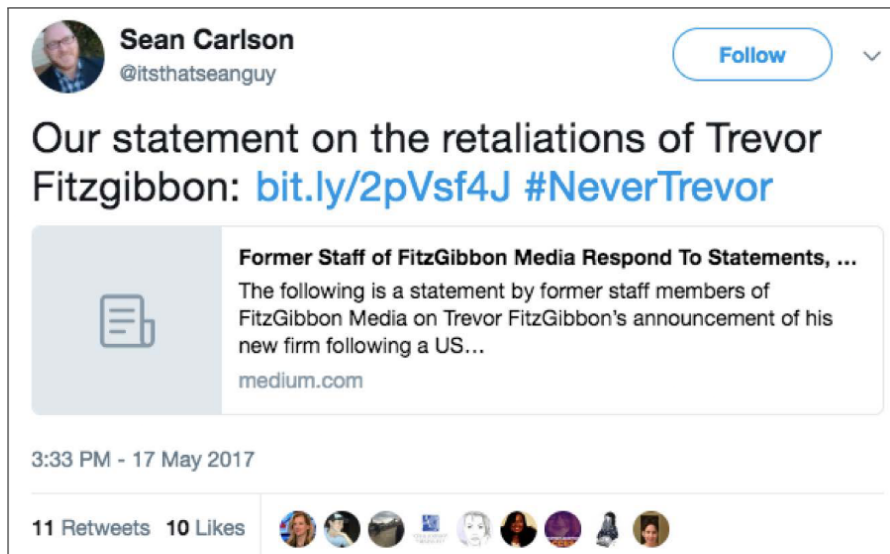 Sean Carlson
@itsthatseanguy
Follow
Our statement on the retaliations of Trevor
Fitzgibbon: bit.ly/2pVsf4J #NeverTrevor
Former Staff of FitzGibbon Media Respond To Statements, ...
The following is a statement by former staff members of
FitzGibbon Media on Trevor FitzGibbon's announcement of his
new firm following a US...
medium.com
3:33 PM - 17 May 2017
11 Retweets 10 Likes